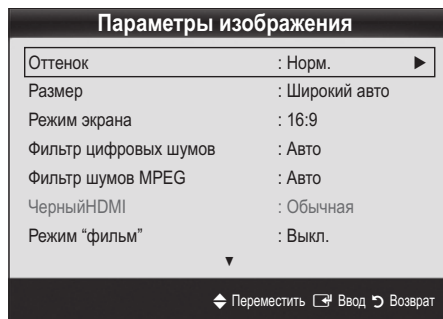 Параметры изображения
Оттенок : Норм. ►
Размер : Широкий авто
Режим экрана : 16:9
Фильтр цифровых шумов : Авто
Фильтр шумов MPEG : Авто
ЧерныйHDMI : Обычная
Режим “фильм” : Выкл.
▼
Переместить Ввод Возврат